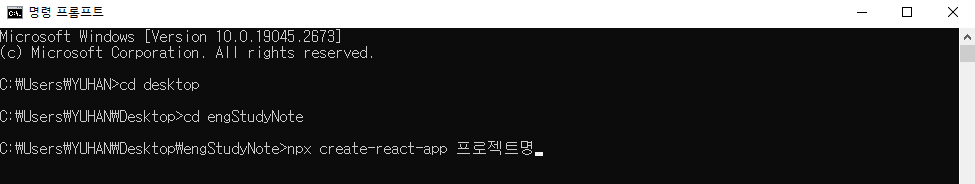 명령 프롬프트
Microsoft Windows [Version 10.0.19045.2673]
(c) Microsoft Corporation. All rights reserved.
C:₩Users₩YUHAN>cd desktop
C:₩Users₩YUHAN₩Desktop>cd engStudyNote
C:₩Users₩YUHAN₩Desktop₩engStudyNote>npx create-react-app 프로젝트명